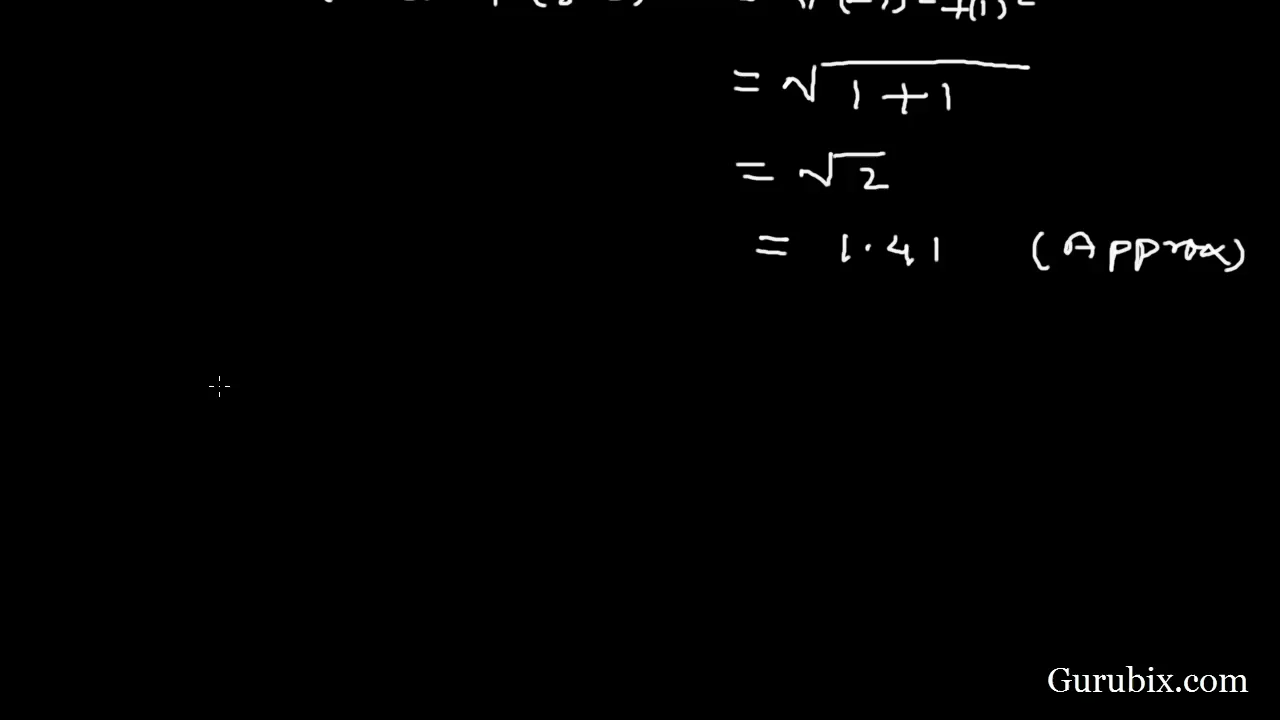 = √1+1
= √2
= 1.41 (Approx)
Gurubix.com